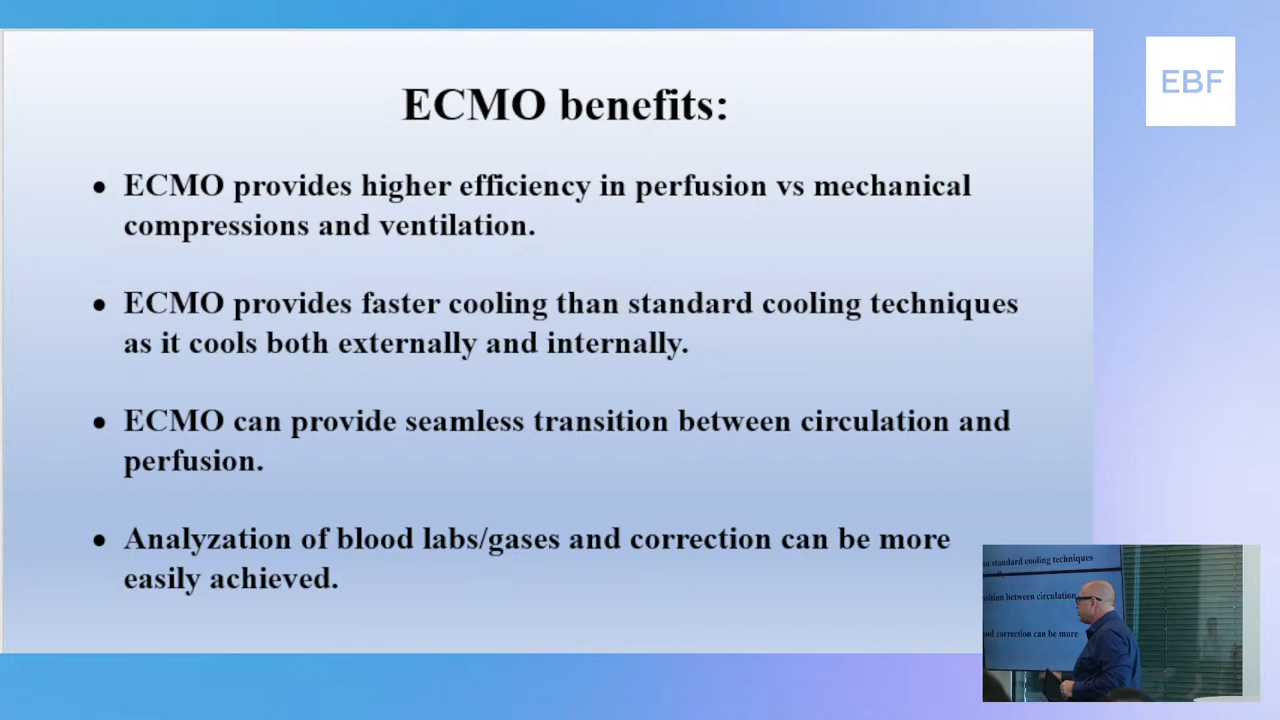 ECMO benefits:
EBF
• ECMO provides higher efficiency in perfusion vs mechanical
compressions and ventilation.
• ECMO provides faster cooling than standard cooling techniques
as it cools both externally and internally.
• ECMO can provide seamless transition between circulation and
perfusion.
• Analyzation of blood labs/gases and correction can be more
easily achieved.
an standard cooling techniques
sition between circulation
and correction can be more